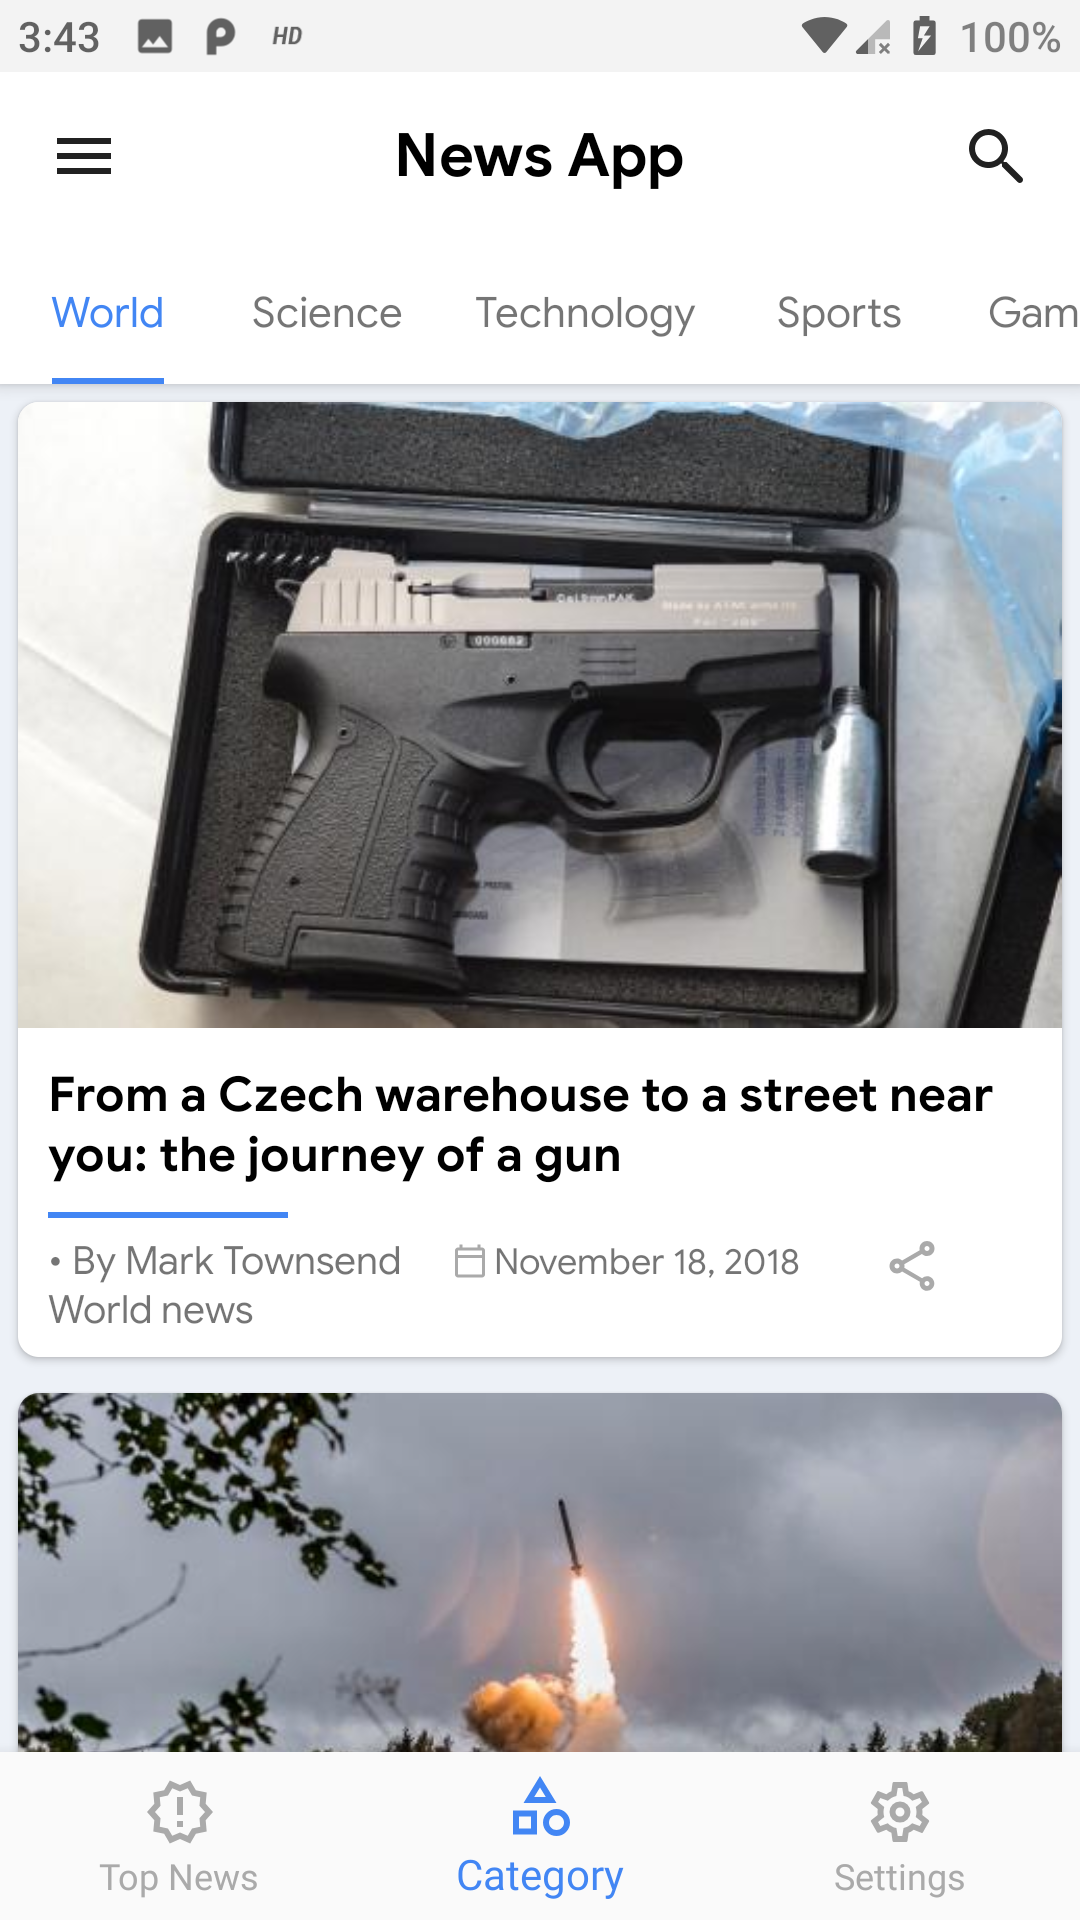 3:43 HD 100%
News App
World Science Technology Sports Gam
000682
From a Czech warehouse to a street near
you: the journey of a gun
• By Mark Townsend November 18, 2018
World news
Top News Category Settings